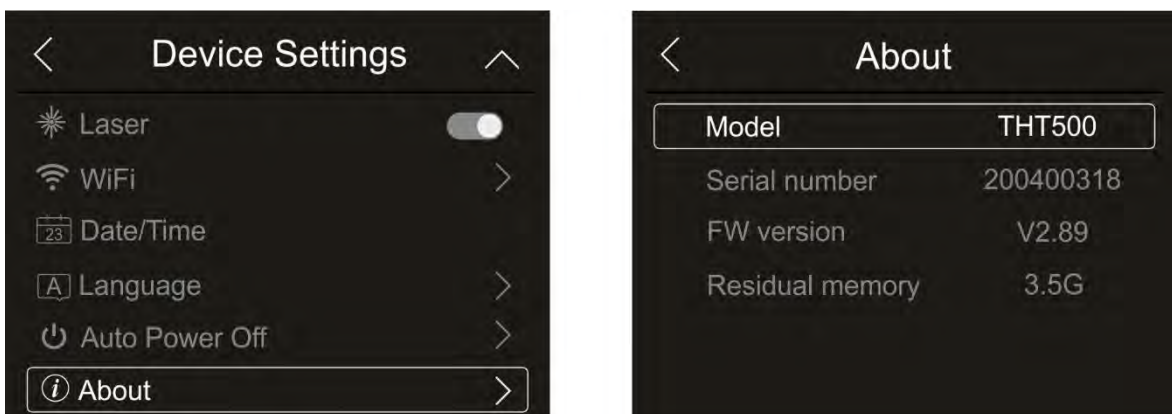 Device Settings
Laser
WiFi
23 Date/Time
A Language
Auto Power Off
i About
About
Model THT500
Serial number 200400318
FW version V2.89
Residual memory 3.5G